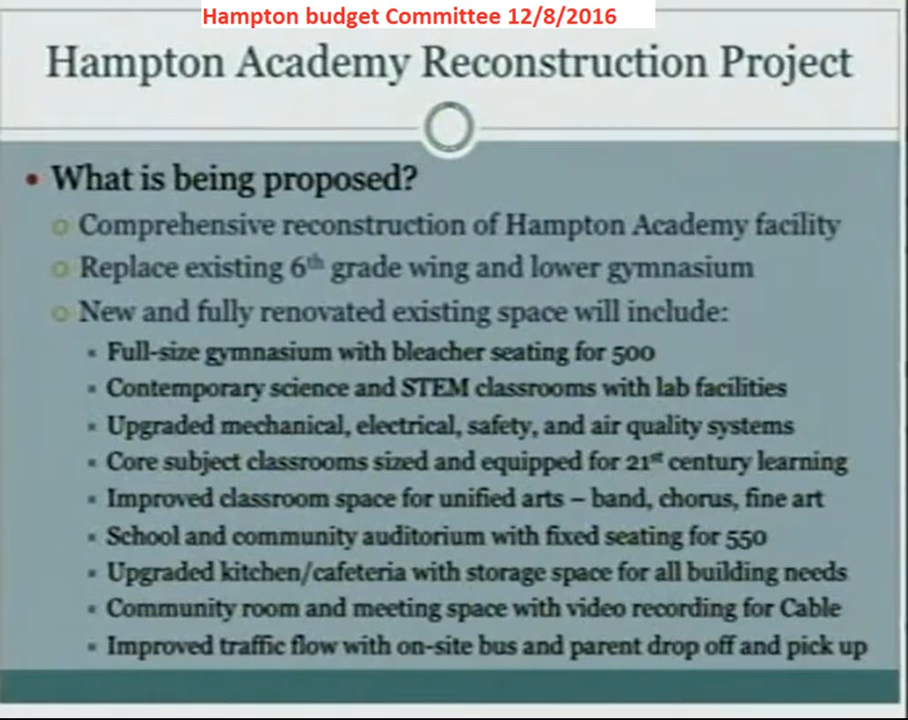 Hampton budget Committee 12/8/2016
Hampton Academy Reconstruction Project
• What is being proposed?
○ Comprehensive reconstruction of Hampton Academy facility
○ Replace existing 6th grade wing and lower gymnasium
○ New and fully renovated existing space will include:
▪ Full-size gymnasium with bleacher seating for 500
▪ Contemporary science and STEM classrooms with lab facilities
▪ Upgraded mechanical, electrical, safety, and air quality systems
▪ Core subject classrooms sized and equipped for 21st century learning
▪ Improved classroom space for unified arts – band, chorus, fine art
▪ School and community auditorium with fixed seating for 550
▪ Upgraded kitchen/cafeteria with storage space for all building needs
▪ Community room and meeting space with video recording for Cable
▪ Improved traffic flow with on-site bus and parent drop off and pick up